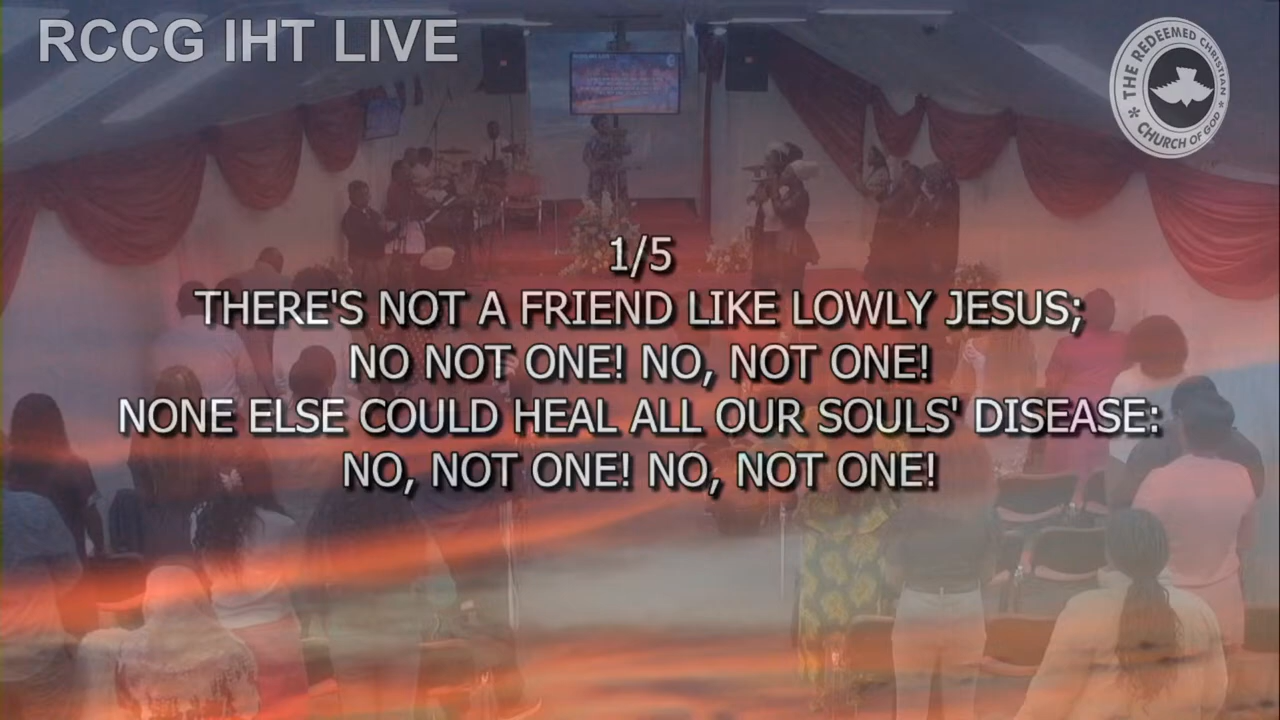 RCCG IHT LIVE
THE REDEEMED CHRISTIAN
* CHURCH OF GOD *
1/5
THERE'S NOT A FRIEND LIKE LOWLY JESUS;
NO NOT ONE! NO, NOT ONE!
NONE ELSE COULD HEAL ALL OUR SOULS' DISEASE:
NO, NOT ONE! NO, NOT ONE!